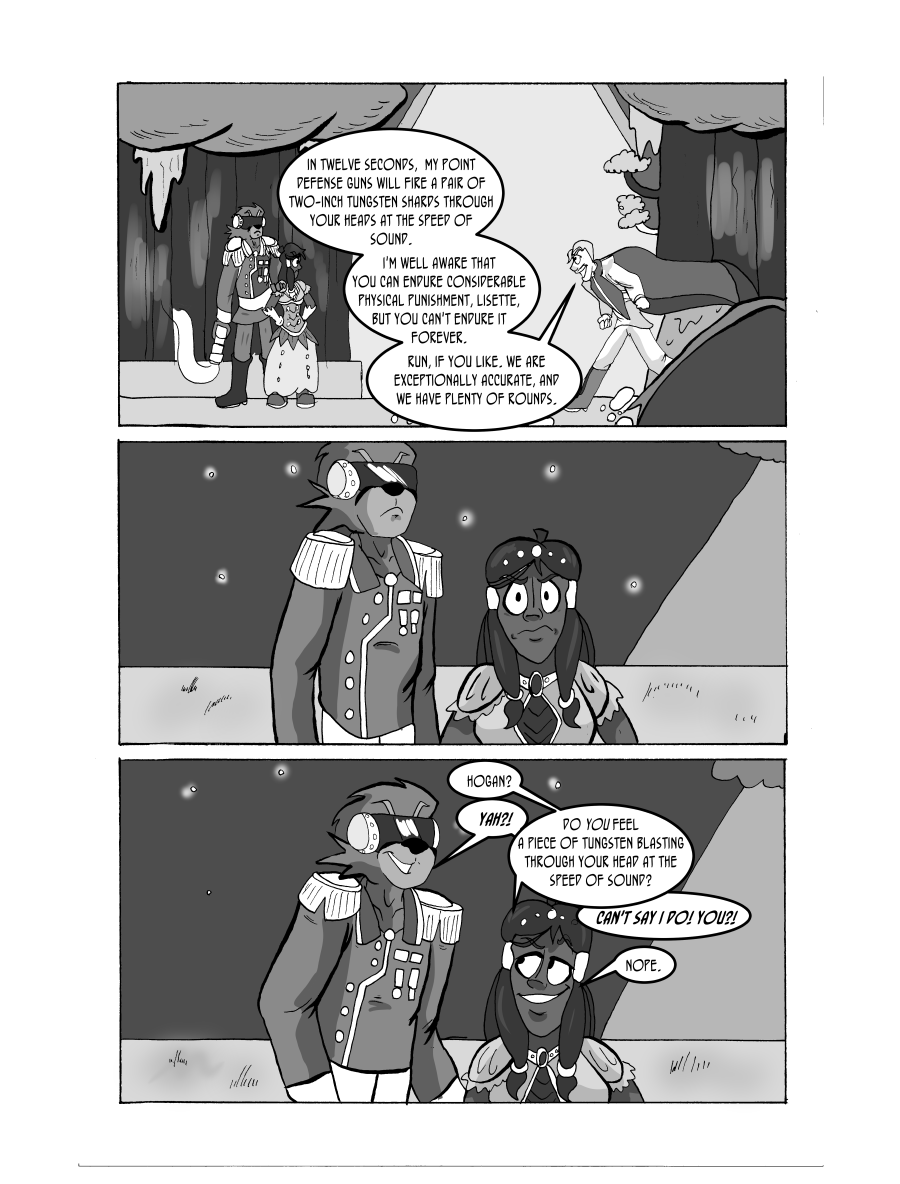 IN TWELVE SECONDS, MY POINT
DEFENSE GUNS WILL FIRE A PAIR OF
TWO-INCH TUNGSTEN SHARDS THROUGH
YOUR HEADS AT THE SPEED OF
SOUND.
I'M WELL AWARE THAT
YOU CAN ENDURE CONSIDERABLE
PHYSICAL PUNISHMENT, LISETTE,
BUT YOU CAN'T ENDURE IT
FOREVER.
RUN, IF YOU LIKE. WE ARE
EXCEPTIONALLY ACCURATE, AND
WE HAVE PLENTY OF ROUNDS.
HOGAN?
YAH?!
DO YOU FEEL
A PIECE OF TUNGSTEN BLASTING
THROUGH YOUR HEAD AT THE
SPEED OF SOUND?
CAN'T SAY I DO! YOU?!
NOPE.